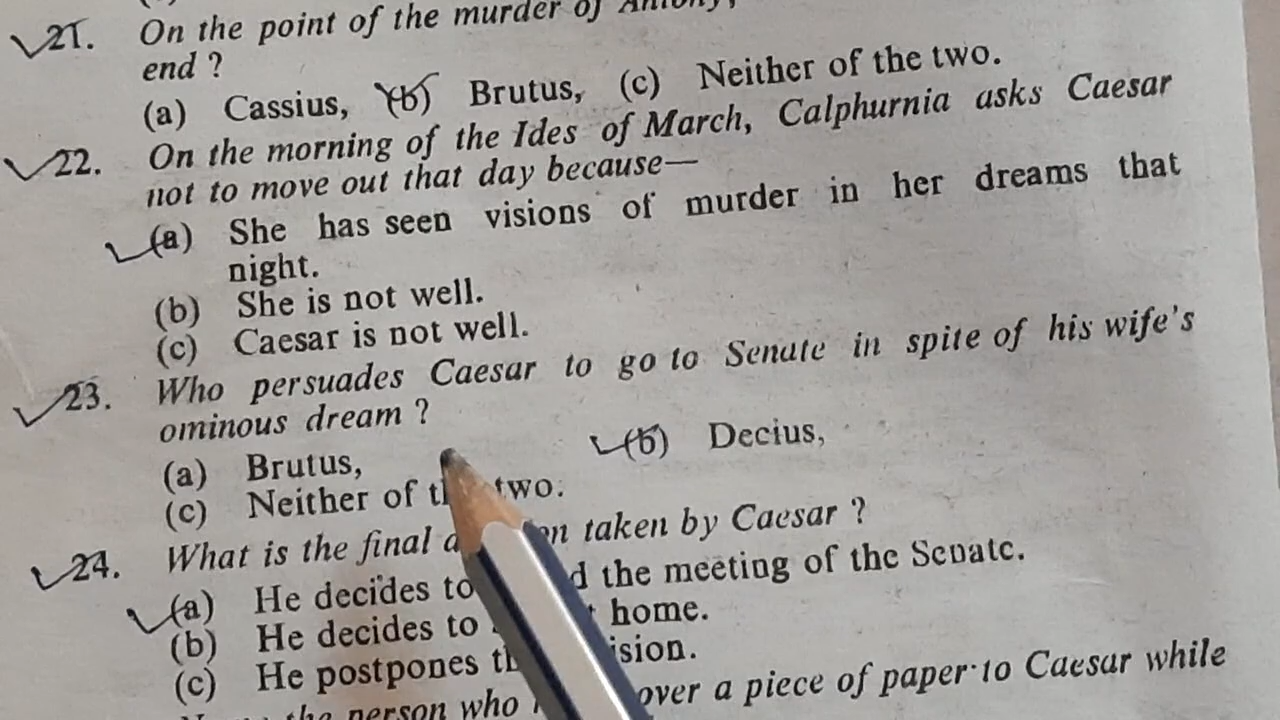 21. On the point of the murder of Antony,
end ?
(a) Cassius, (b) Brutus, (c) Neither of the two.
22. On the morning of the Ides of March, Calphurnia asks Caesar
not to move out that day because—
(a) She has seen visions of murder in her dreams that
night.
(b) She is not well.
(c) Caesar is not well.
23. Who persuades Caesar to go to Senate in spite of his wife's
ominous dream ?
(a) Brutus, (b) Decius,
(c) Neither of two.
24. What is the final taken by Caesar ?
(a) He decides to the meeting of the Senate.
(b) He decides to home.
(c) He postpones
the person who over a piece of paper to Caesar while